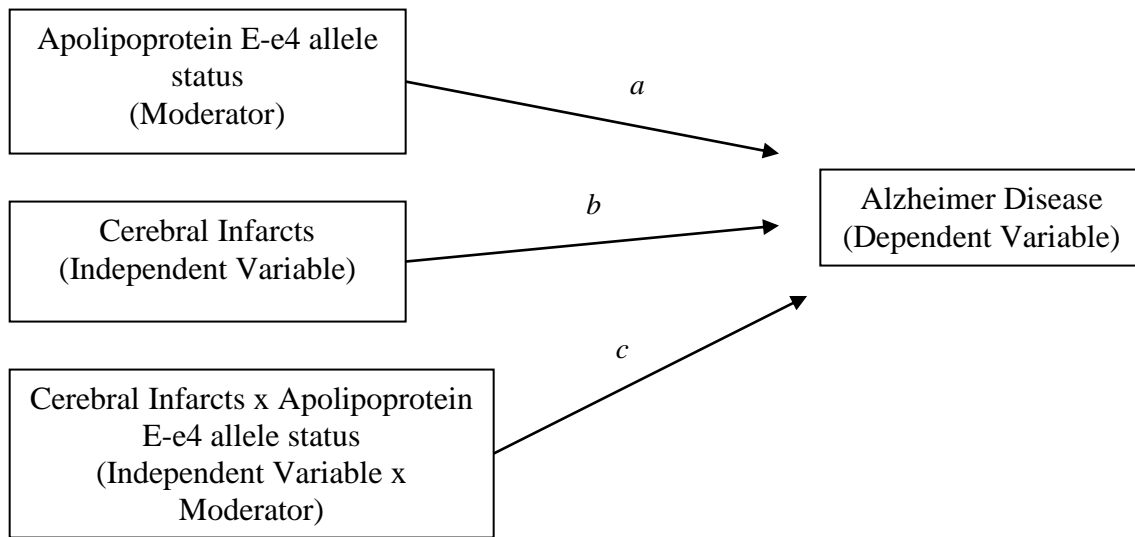 Apolipoprotein E-e4 allele
status
(Moderator)
a
Cerebral Infarcts
(Independent Variable)
b
Alzheimer Disease
(Dependent Variable)
Cerebral Infarcts x Apolipoprotein
E-e4 allele status
(Independent Variable x
Moderator)
c